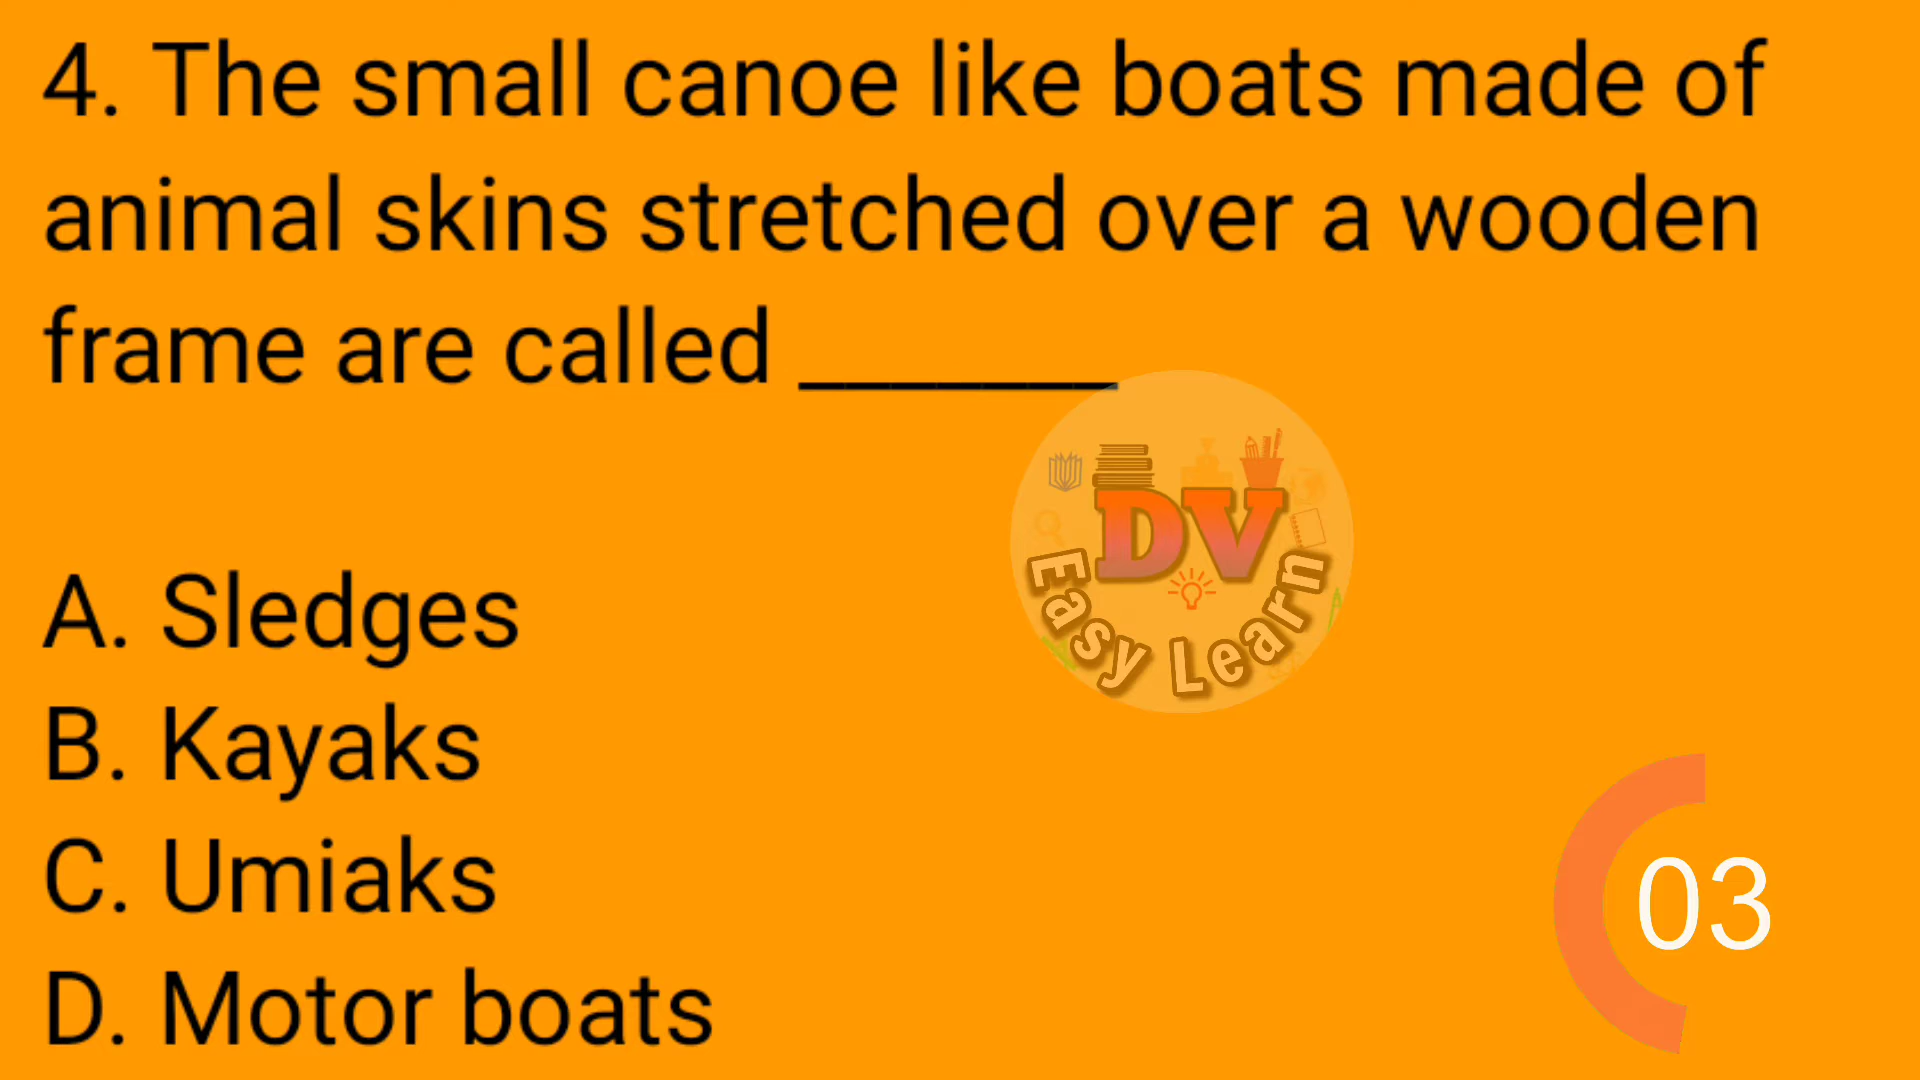 4. The small canoe like boats made of
animal skins stretched over a wooden
frame are called _______
DV
Easy Learn
A. Sledges
B. Kayaks
C. Umiaks
D. Motor boats
03